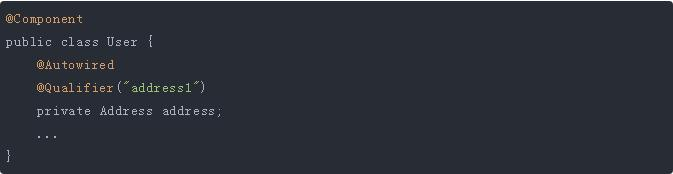 @Component
public class User {
@Autowired
@Qualifier("address1")
private Address address;
...
}